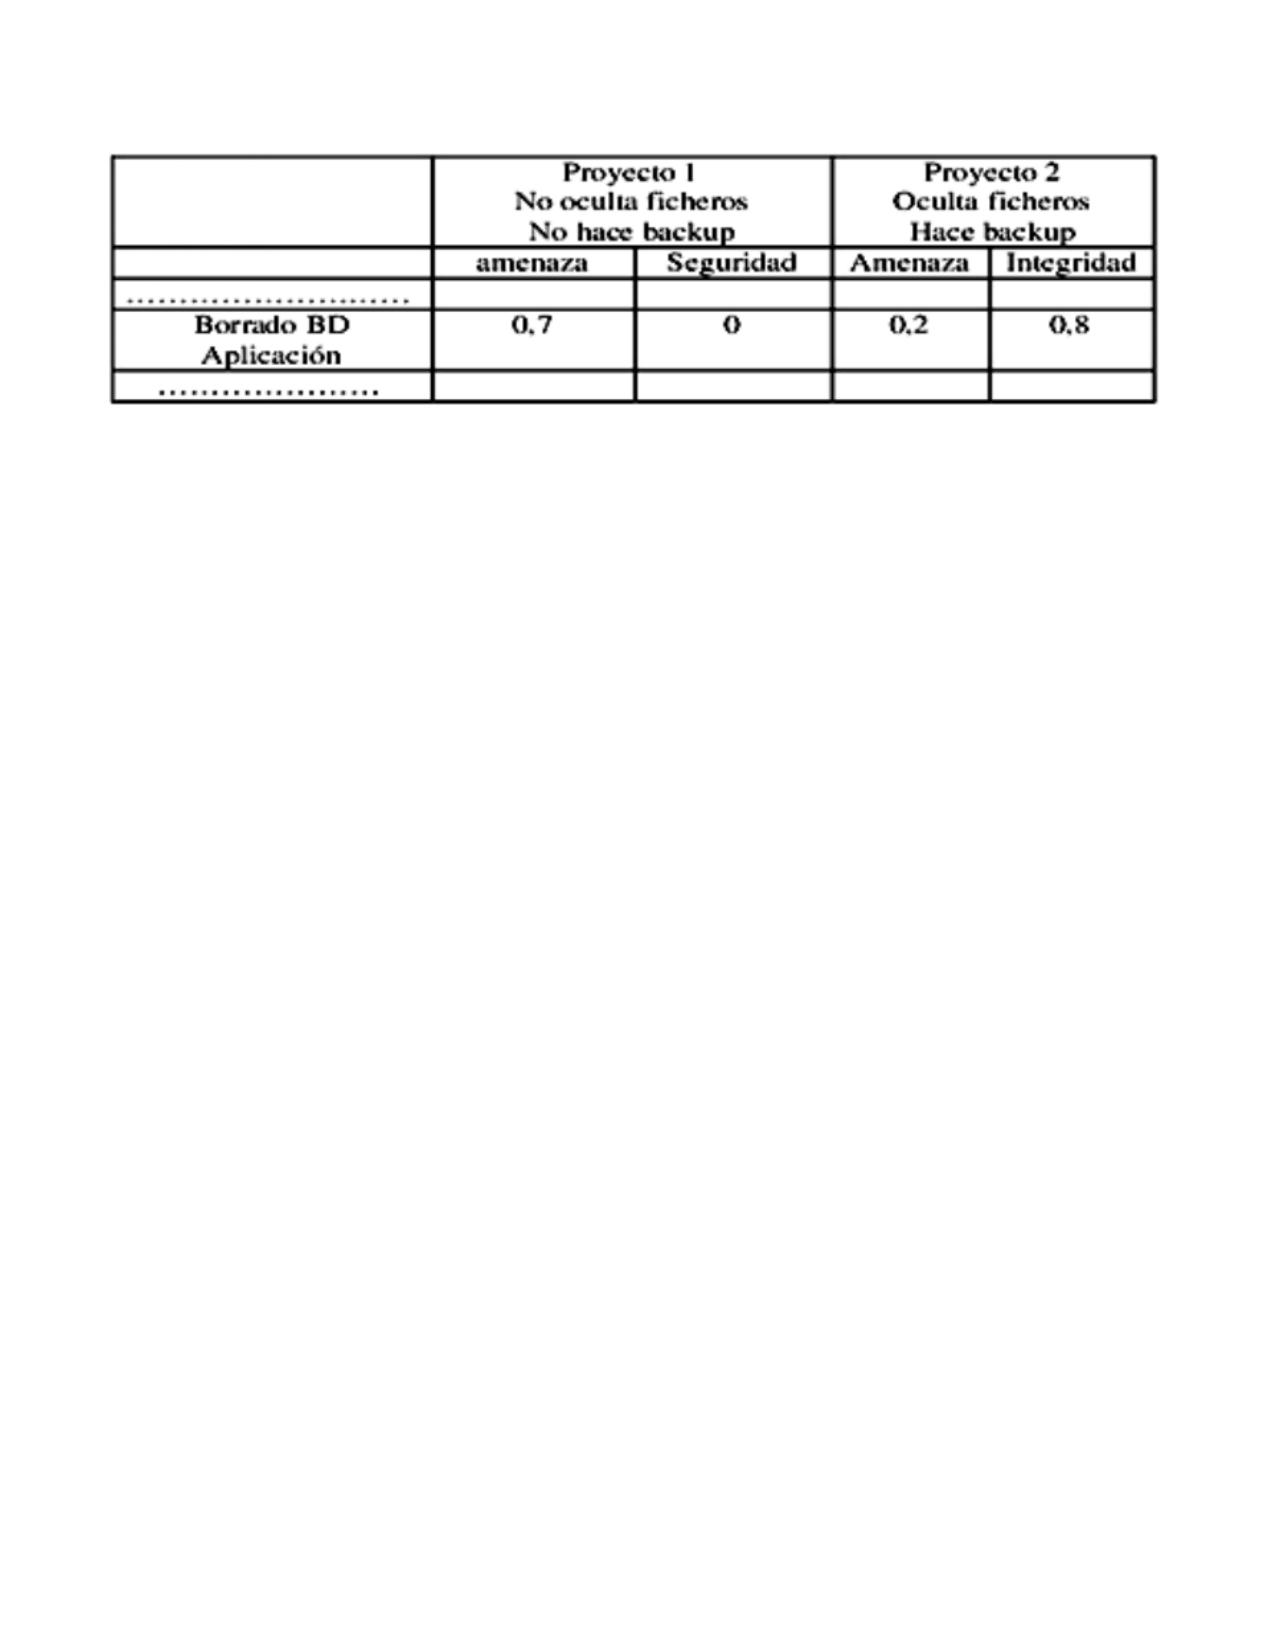 Proyecto 1
No oculta ficheros
No hace backup
Proyecto 2
Oculta ficheros
Hace backup
amenaza
Seguridad
Amenaza
Integridad
...........................
Borrado BD
Aplicación
0,7
0
0,2
0,8
.....................